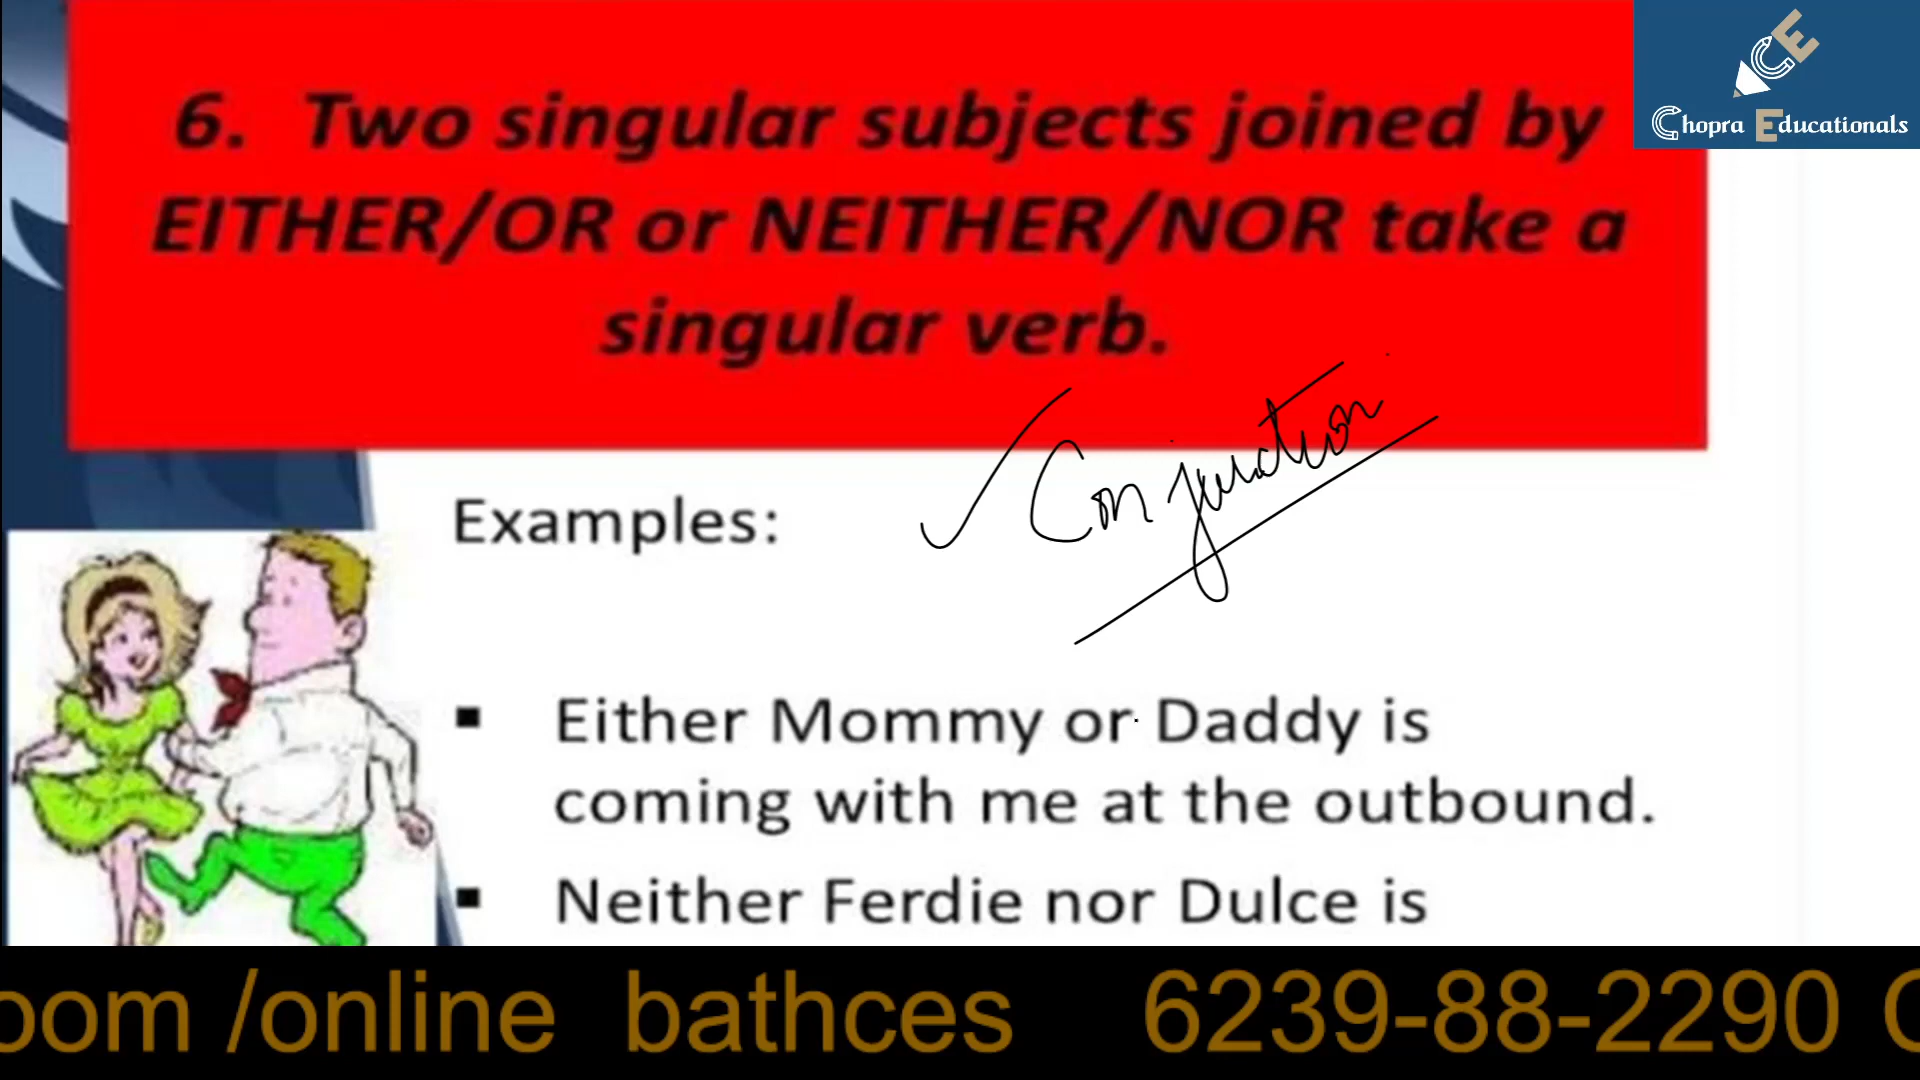 6. Two singular subjects joined by
EITHER/OR or NEITHER/NOR take a
singular verb.
Chopra Educationals
Conjunction
Examples:
▪ Either Mommy or Daddy is
coming with me at the outbound.
▪ Neither Ferdie nor Dulce is
oom /online bathces 6239-88-2290 C